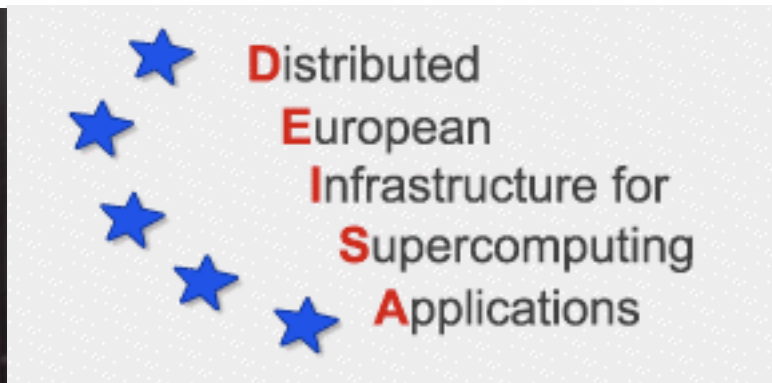 Distributed
European
Infrastructure for
Supercomputing
Applications